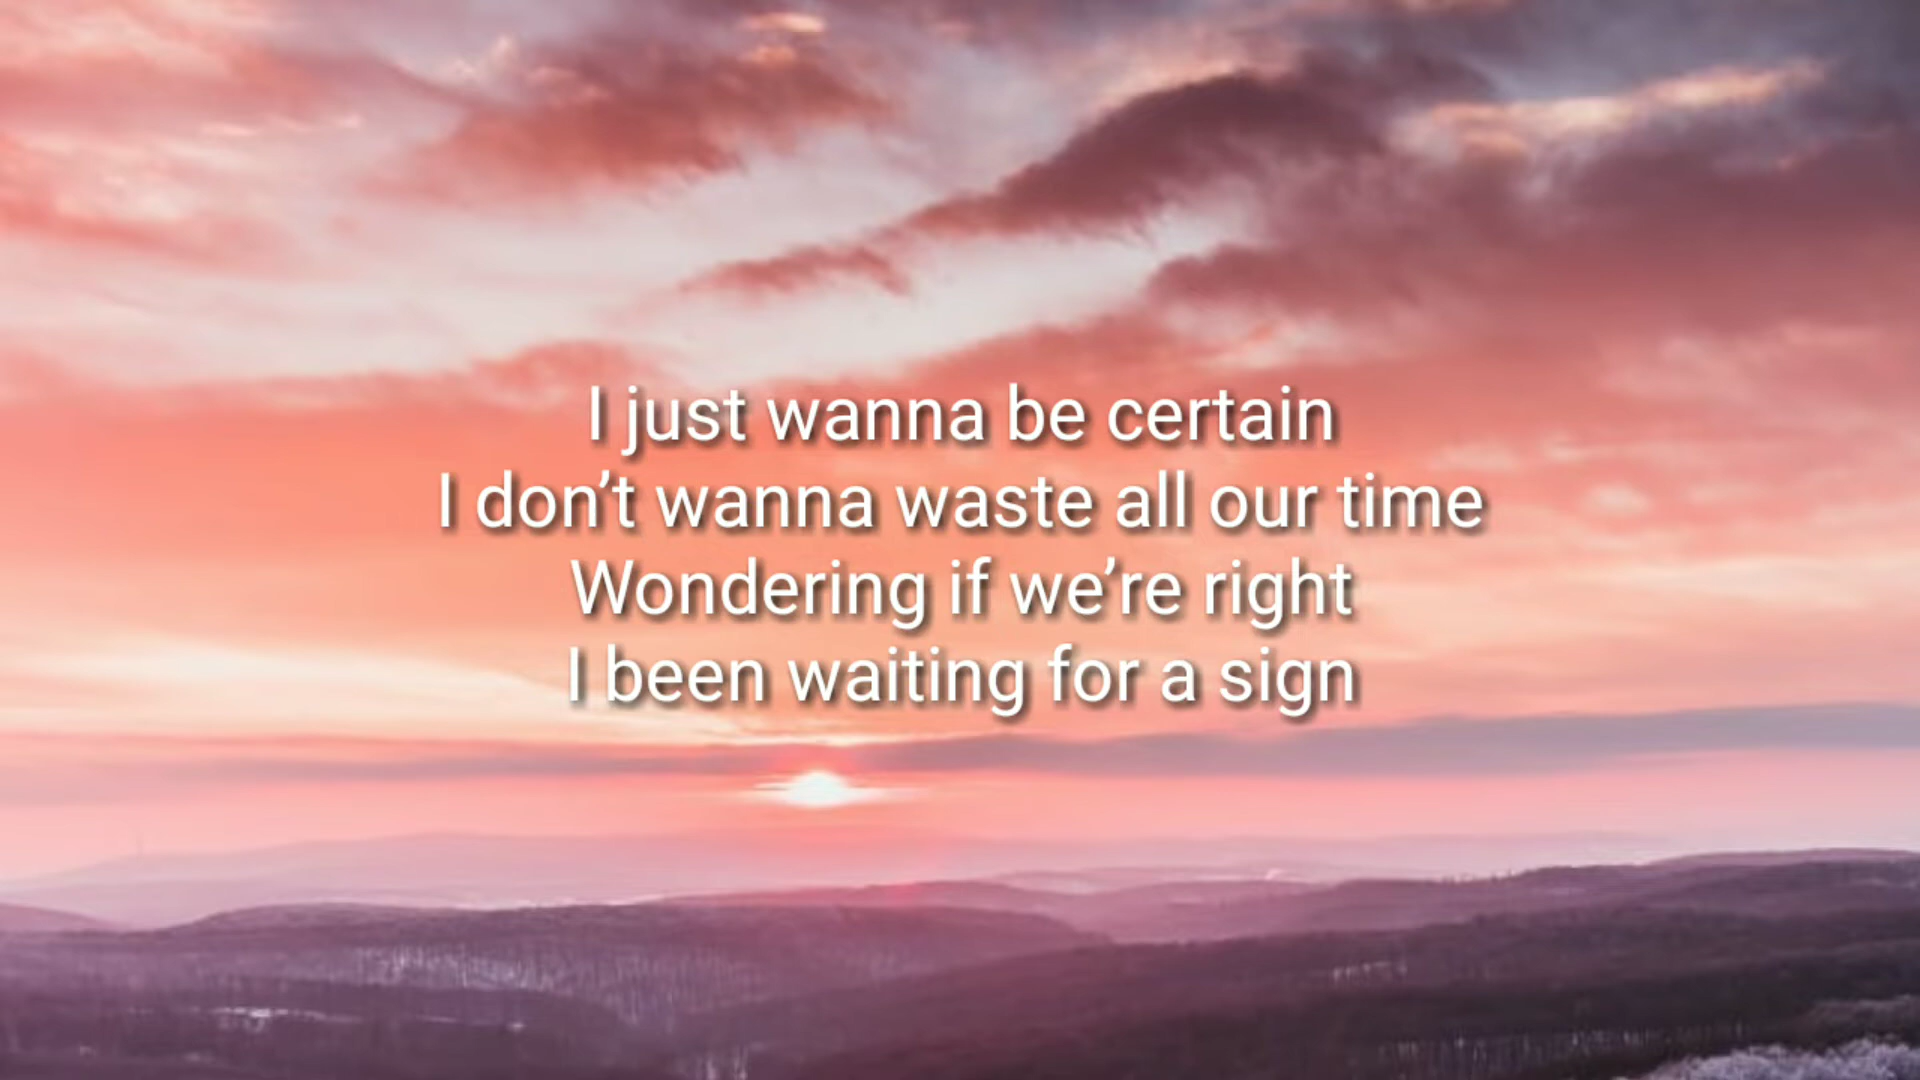 I just wanna be certain
I don’t wanna waste all our time
Wondering if we’re right
I been waiting for a sign